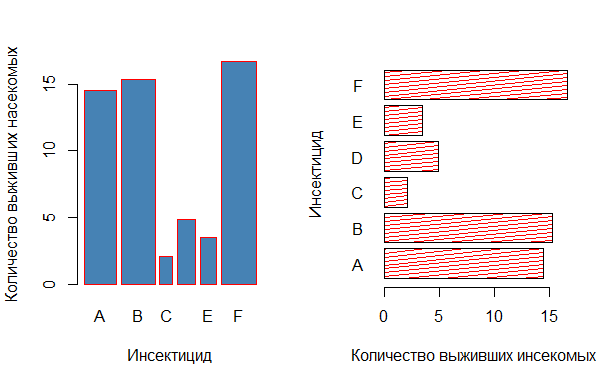 Количество выживших насекомых
15
10
5
0
A B C E F
Инсектицид
Инсектицид
F
E
D
C
B
A
0 5 10 15
Количество выживших инсекомых